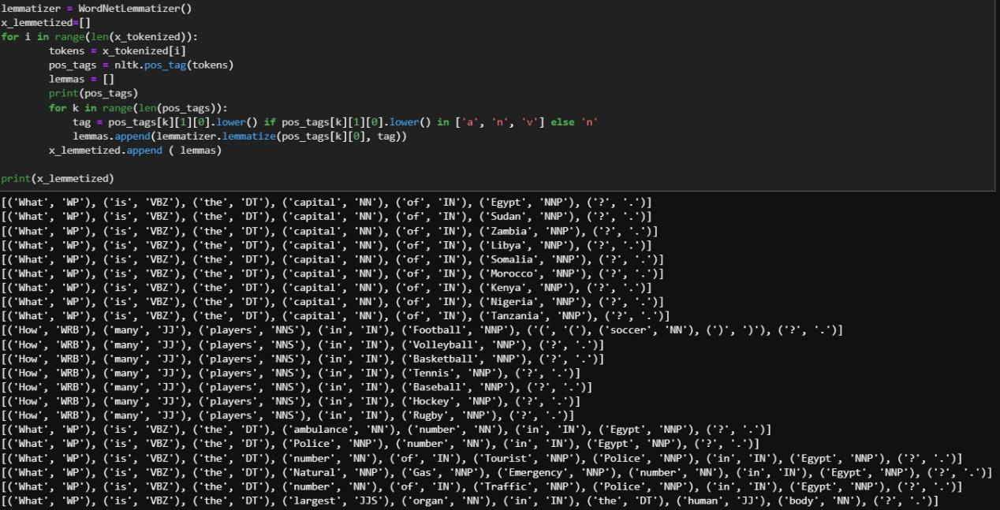 lemmatizer = WordNetLemmatizer()
x_lemmetized=[]
for i in range(len(x_tokenized)):
        tokens = x_tokenized[i]
        pos_tags = nltk.pos_tag(tokens)
        lemmas = []
        print(pos_tags)
        for k in range(len(pos_tags)):
            tag = pos_tags[k][1][0].lower() if pos_tags[k][1][0].lower() in ['a', 'n', 'v'] else 'n'
            lemmas.append(lemmatizer.lemmatize(pos_tags[k][0], tag))
        x_lemmetized.append ( lemmas)

print(x_lemmetized)
[('What', 'WP'), ('is', 'VBZ'), ('the', 'DT'), ('capital', 'NN'), ('of', 'IN'), ('Egypt', 'NNP'), ('?', '.')]
[('What', 'WP'), ('is', 'VBZ'), ('the', 'DT'), ('capital', 'NN'), ('of', 'IN'), ('Sudan', 'NNP'), ('?', '.')]
[('What', 'WP'), ('is', 'VBZ'), ('the', 'DT'), ('capital', 'NN'), ('of', 'IN'), ('Zambia', 'NNP'), ('?', '.')]
[('What', 'WP'), ('is', 'VBZ'), ('the', 'DT'), ('capital', 'NN'), ('of', 'IN'), ('Libya', 'NNP'), ('?', '.')]
[('What', 'WP'), ('is', 'VBZ'), ('the', 'DT'), ('capital', 'NN'), ('of', 'IN'), ('Somalia', 'NNP'), ('?', '.')]
[('What', 'WP'), ('is', 'VBZ'), ('the', 'DT'), ('capital', 'NN'), ('of', 'IN'), ('Morocco', 'NNP'), ('?', '.')]
[('What', 'WP'), ('is', 'VBZ'), ('the', 'DT'), ('capital', 'NN'), ('of', 'IN'), ('Kenya', 'NNP'), ('?', '.')]
[('What', 'WP'), ('is', 'VBZ'), ('the', 'DT'), ('capital', 'NN'), ('of', 'IN'), ('Nigeria', 'NNP'), ('?', '.')]
[('What', 'WP'), ('is', 'VBZ'), ('the', 'DT'), ('capital', 'NN'), ('of', 'IN'), ('Tanzania', 'NNP'), ('?', '.')]
[('How', 'WRB'), ('many', 'JJ'), ('players', 'NNS'), ('in', 'IN'), ('Football', 'NNP'), ('(', '('), ('soccer', 'NN'), (')', ')'), ('?', '.')]
[('How', 'WRB'), ('many', 'JJ'), ('players', 'NNS'), ('in', 'IN'), ('Volleyball', 'NNP'), ('?', '.')]
[('How', 'WRB'), ('many', 'JJ'), ('players', 'NNS'), ('in', 'IN'), ('Basketball', 'NNP'), ('?', '.')]
[('How', 'WRB'), ('many', 'JJ'), ('players', 'NNS'), ('in', 'IN'), ('Tennis', 'NNP'), ('?', '.')]
[('How', 'WRB'), ('many', 'JJ'), ('players', 'NNS'), ('in', 'IN'), ('Baseball', 'NNP'), ('?', '.')]
[('How', 'WRB'), ('many', 'JJ'), ('players', 'NNS'), ('in', 'IN'), ('Hockey', 'NNP'), ('?', '.')]
[('How', 'WRB'), ('many', 'JJ'), ('players', 'NNS'), ('in', 'IN'), ('Rugby', 'NNP'), ('?', '.')]
[('What', 'WP'), ('is', 'VBZ'), ('the', 'DT'), ('ambulance', 'NN'), ('number', 'NN'), ('in', 'IN'), ('Egypt', 'NNP'), ('?', '.')]
[('What', 'WP'), ('is', 'VBZ'), ('the', 'DT'), ('Police', 'NNP'), ('number', 'NN'), ('in', 'IN'), ('Egypt', 'NNP'), ('?', '.')]
[('What', 'WP'), ('is', 'VBZ'), ('the', 'DT'), ('number', 'NN'), ('of', 'IN'), ('Tourist', 'NNP'), ('Police', 'NNP'), ('in', 'IN'), ('Egypt', 'NNP'), ('?', '.')]
[('What', 'WP'), ('is', 'VBZ'), ('the', 'DT'), ('Natural', 'NNP'), ('Gas', 'NNP'), ('Emergency', 'NNP'), ('number', 'NN'), ('in', 'IN'), ('Egypt', 'NNP'), ('?', '.')]
[('What', 'WP'), ('is', 'VBZ'), ('the', 'DT'), ('number', 'NN'), ('of', 'IN'), ('Traffic', 'NNP'), ('Police', 'NNP'), ('in', 'IN'), ('Egypt', 'NNP'), ('?', '.')]
[('What', 'WP'), ('is', 'VBZ'), ('the', 'DT'), ('largest', 'JJS'), ('organ', 'NN'), ('in', 'IN'), ('the', 'DT'), ('human', 'JJ'), ('body', 'NN'), ('?', '.')]